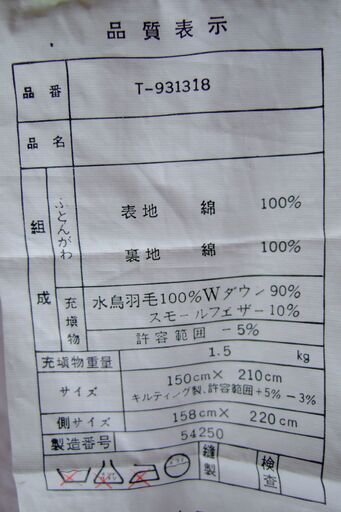 品質表示
品番 T-931318
品名
組成 ふとんがわ 表地 綿 100%
裏地 綿 100%
充填物 水鳥羽毛100%Wダウン90%
スモールフェザー10%
許容範囲 -5%
充填物重量 1.5 kg
サイズ 150cm× 210cm
キルティング製、許容範囲+5% -3%
側サイズ 158cm× 220cm
製造番号 54250 縫製 検査